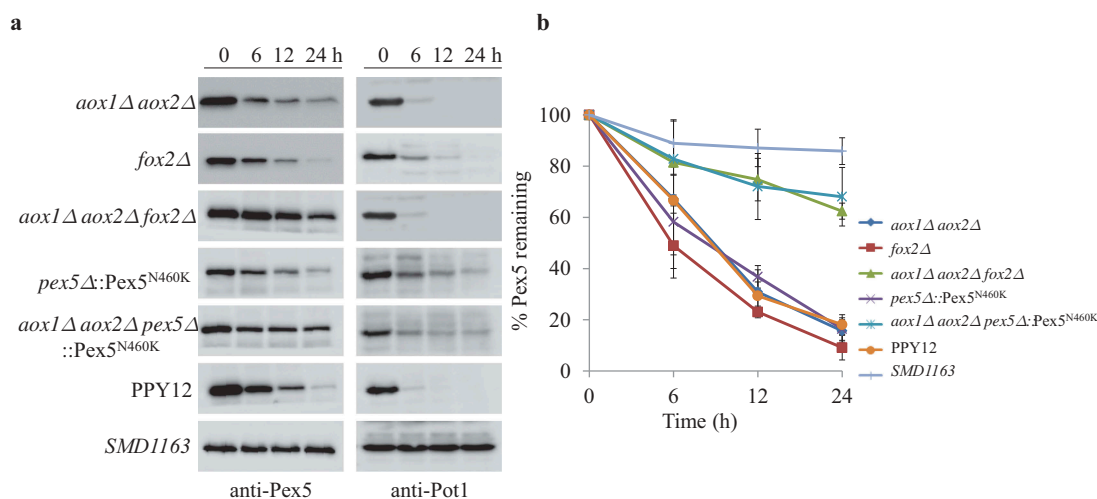 a
0 6 12 24 h
0 6 12 24 h
aox1Δ aox2Δ
fox2Δ
aox1Δ aox2Δ fox2Δ
pex5Δ::Pex5N460K
aox1Δ aox2Δ pex5Δ
::Pex5N460K
PPY12
SMD1163
anti-Pex5
anti-Pot1
b
% Pex5 remaining
100
80
60
40
20
0
0 6 12 24
Time (h)
aox1Δ aox2Δ
fox2Δ
aox1Δ aox2Δ fox2Δ
pex5Δ::Pex5N460K
aox1Δ aox2Δ pex5Δ::Pex5N460K
PPY12
SMD1163